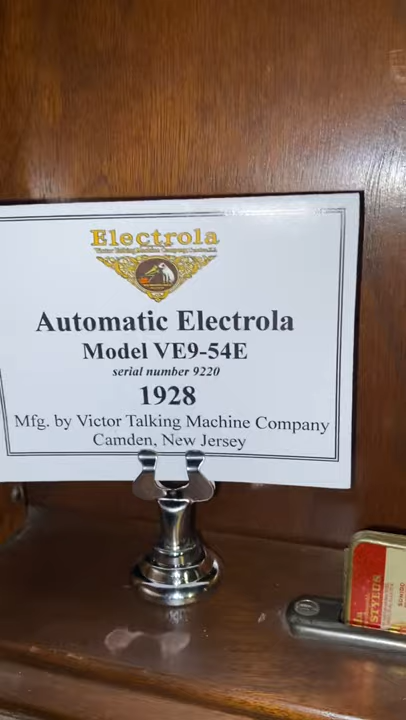 Electrola
Automatic Electrola
Model VE9-54E
serial number 9220
1928
Mfg. by Victor Talking Machine Company
Camden, New Jersey
STYLUS